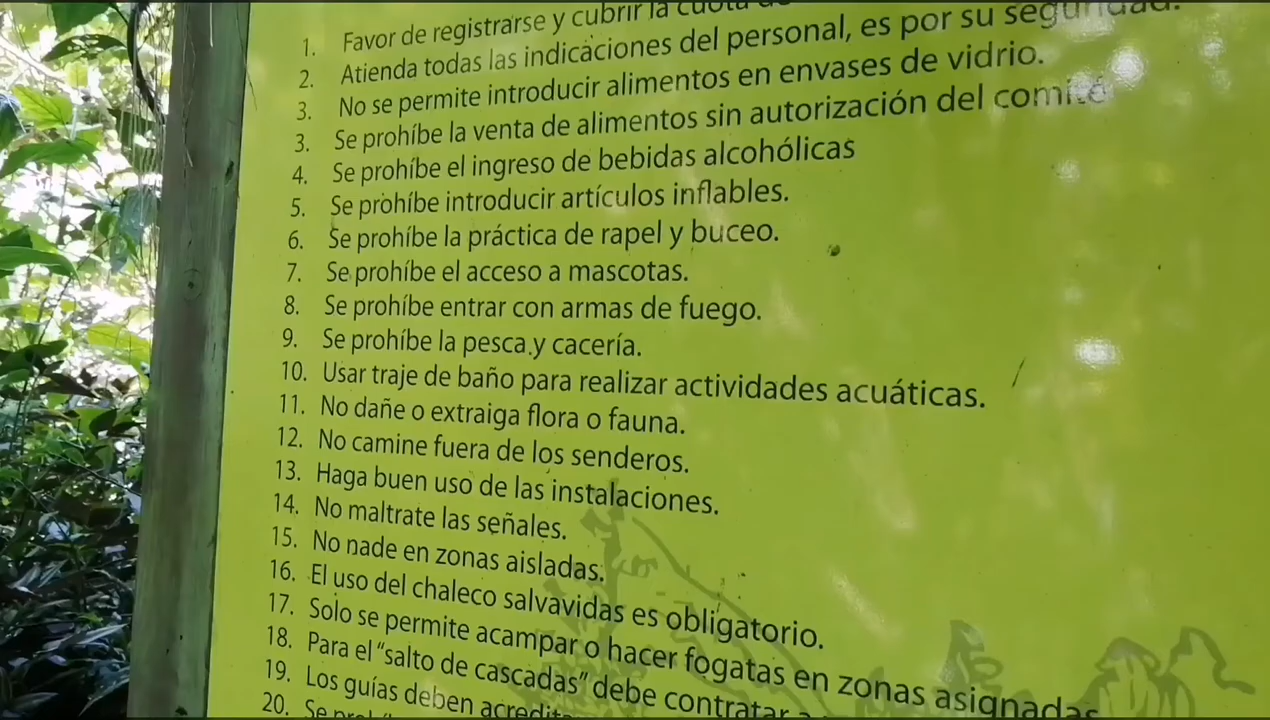 1. Favor de registrarse y cubrir la cuota de
2. Atienda todas las indicaciones del personal, es por su seguridad.
3. No se permite introducir alimentos en envases de vidrio.
3. Se prohíbe la venta de alimentos sin autorización del comité
4. Se prohíbe el ingreso de bebidas alcohólicas
5. Se prohíbe introducir artículos inflables.
6. Se prohíbe la práctica de rapel y buceo.
7. Se prohíbe el acceso a mascotas.
8. Se prohíbe entrar con armas de fuego.
9. Se prohíbe la pesca y cacería.
10. Usar traje de baño para realizar actividades acuáticas.
11. No dañe o extraiga flora o fauna.
12. No camine fuera de los senderos.
13. Haga buen uso de las instalaciones.
14. No maltrate las señales.
15. No nade en zonas aisladas.
16. El uso del chaleco salvavidas es obligatorio.
17. Solo se permite acampar o hacer fogatas en zonas asignadas
18. Para el "salto de cascadas" debe contratar a
19. Los guías deben
20. Se